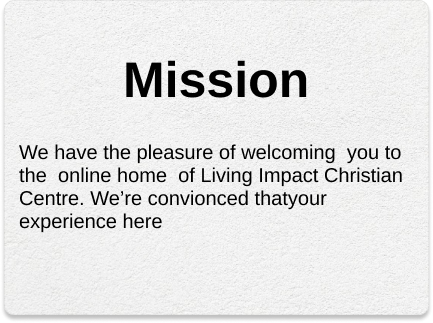 Mission
We have the pleasure of welcoming  you to
the  online home  of Living Impact Christian
Centre. We’re convionced thatyour
experience here